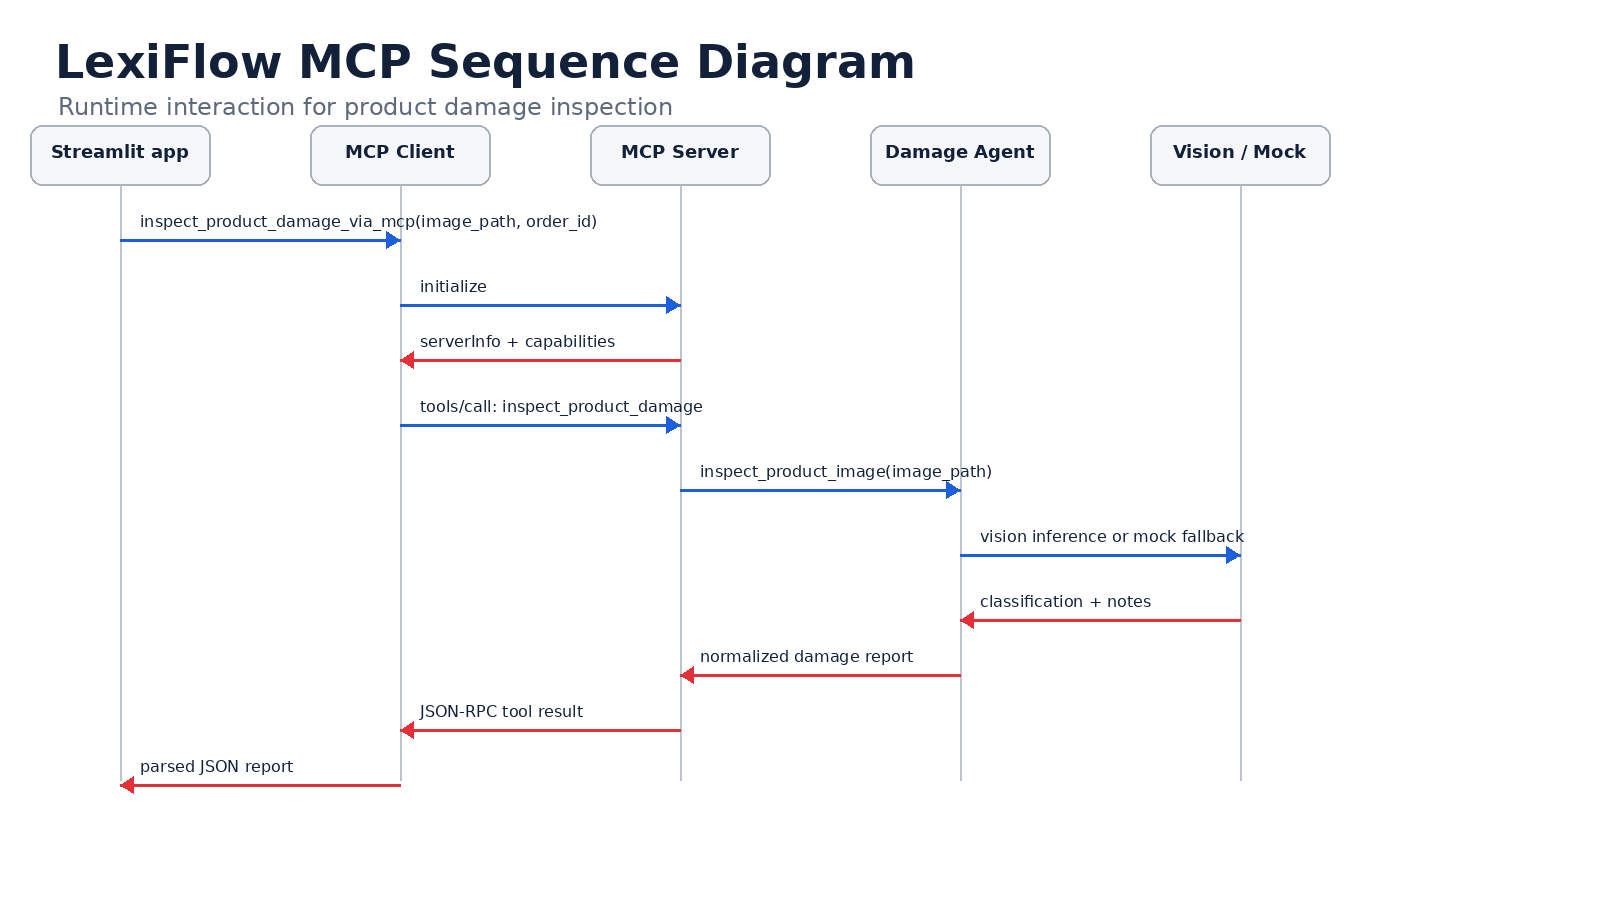 LexiFlow MCP Sequence Diagram
Runtime interaction for product damage inspection
Streamlit app
MCP Client
MCP Server
Damage Agent
Vision / Mock
inspect_product_damage_via_mcp(image_path, order_id)
initialize
serverInfo + capabilities
tools/call: inspect_product_damage
inspect_product_image(image_path)
vision inference or mock fallback
classification + notes
normalized damage report
JSON-RPC tool result
parsed JSON report